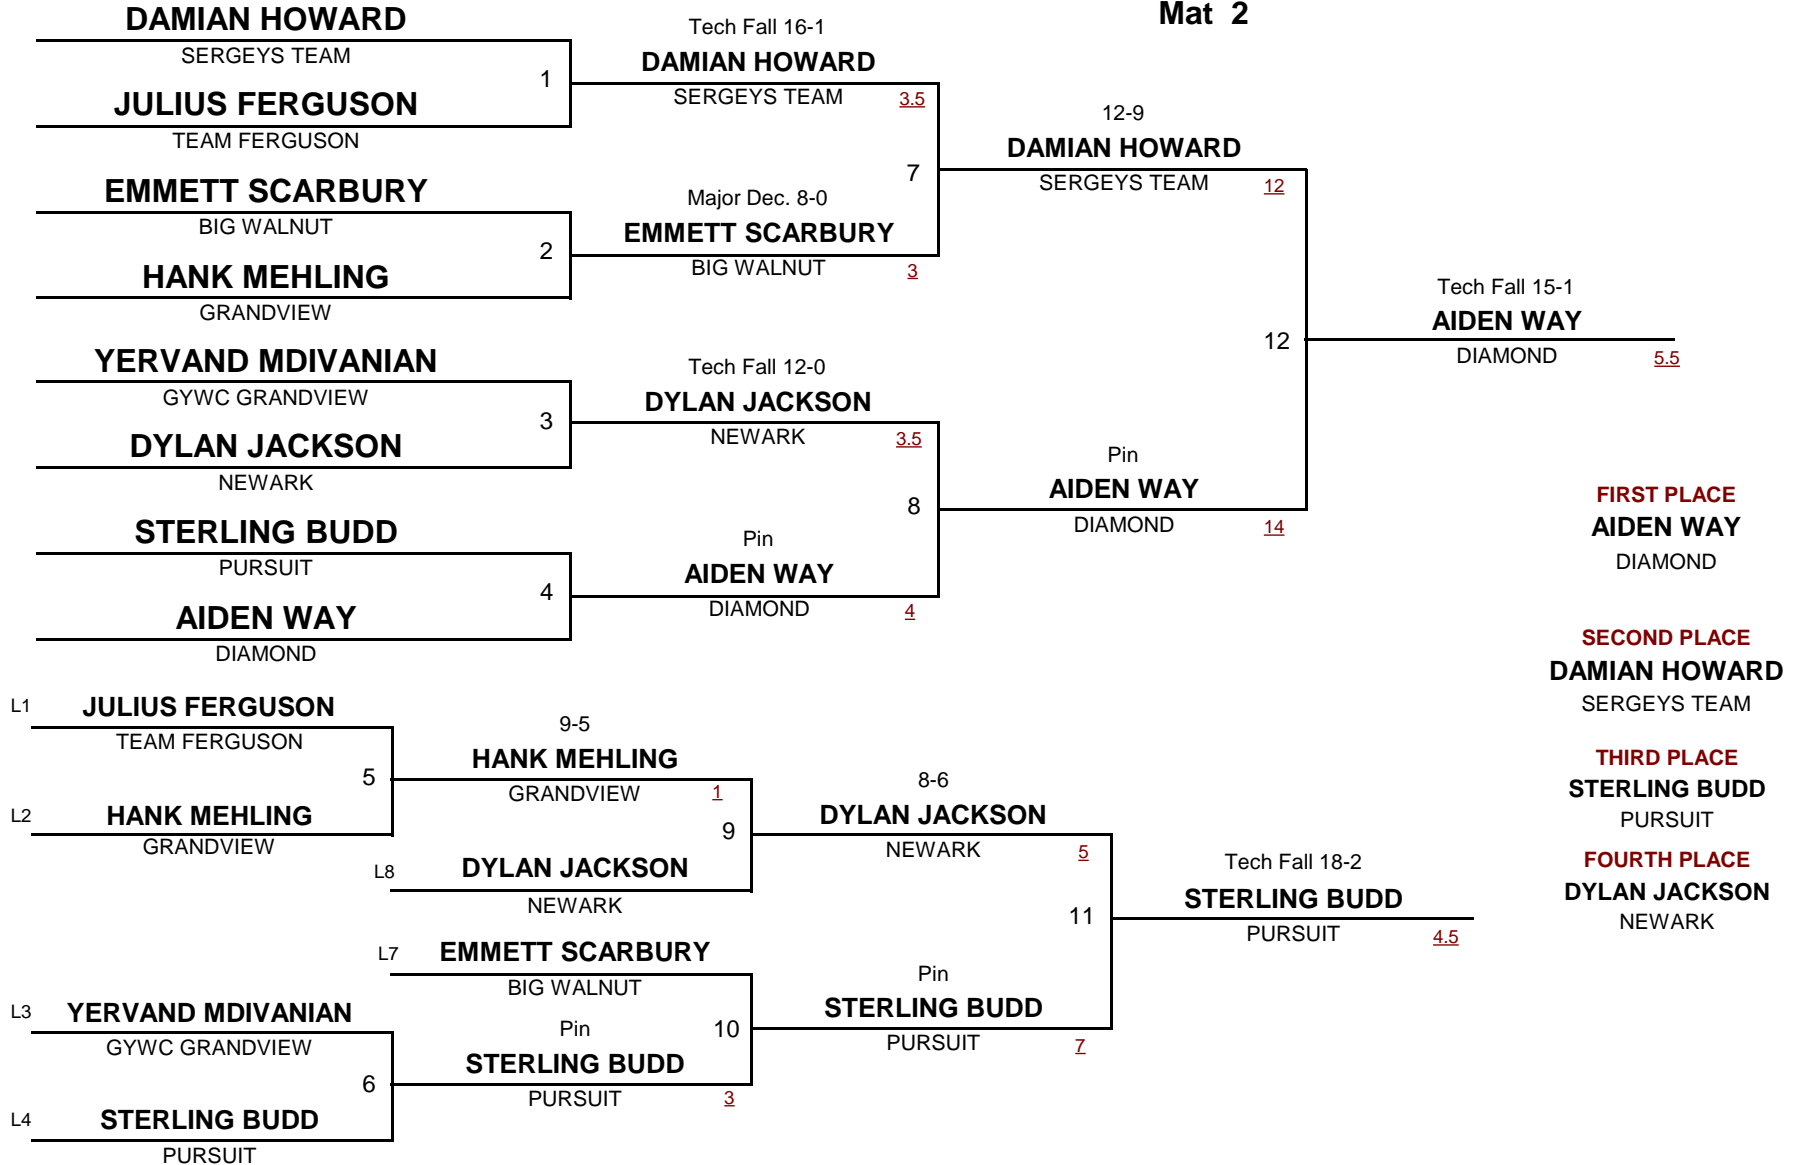 Mat 2
DAMIAN HOWARD
SERGEYS TEAM
1
JULIUS FERGUSON
TEAM FERGUSON
EMMETT SCARBURY
BIG WALNUT
2
HANK MEHLING
GRANDVIEW
YERVAND MDIVANIAN
GYWC GRANDVIEW
3
DYLAN JACKSON
NEWARK
STERLING BUDD
PURSUIT
4
AIDEN WAY
DIAMOND
Tech Fall 16-1
DAMIAN HOWARD
SERGEYS TEAM 3.5
7
Major Dec. 8-0
EMMETT SCARBURY
BIG WALNUT 3
Tech Fall 12-0
DYLAN JACKSON
NEWARK 3.5
8
Pin
AIDEN WAY
DIAMOND 4
12-9
DAMIAN HOWARD
SERGEYS TEAM 12
12
Pin
AIDEN WAY
DIAMOND 14
Tech Fall 15-1
AIDEN WAY
DIAMOND 5.5
FIRST PLACE
AIDEN WAY
DIAMOND
SECOND PLACE
DAMIAN HOWARD
SERGEYS TEAM
THIRD PLACE
STERLING BUDD
PURSUIT
FOURTH PLACE
DYLAN JACKSON
NEWARK
L1 JULIUS FERGUSON
TEAM FERGUSON
5
L2 HANK MEHLING
GRANDVIEW
L3 YERVAND MDIVANIAN
GYWC GRANDVIEW
6
L4 STERLING BUDD
PURSUIT
9-5
HANK MEHLING
GRANDVIEW 1
9
L8 DYLAN JACKSON
NEWARK
L7 EMMETT SCARBURY
BIG WALNUT
10
Pin
STERLING BUDD
PURSUIT 3
8-6
DYLAN JACKSON
NEWARK 5
11
Pin
STERLING BUDD
PURSUIT 7
Tech Fall 18-2
STERLING BUDD
PURSUIT 4.5